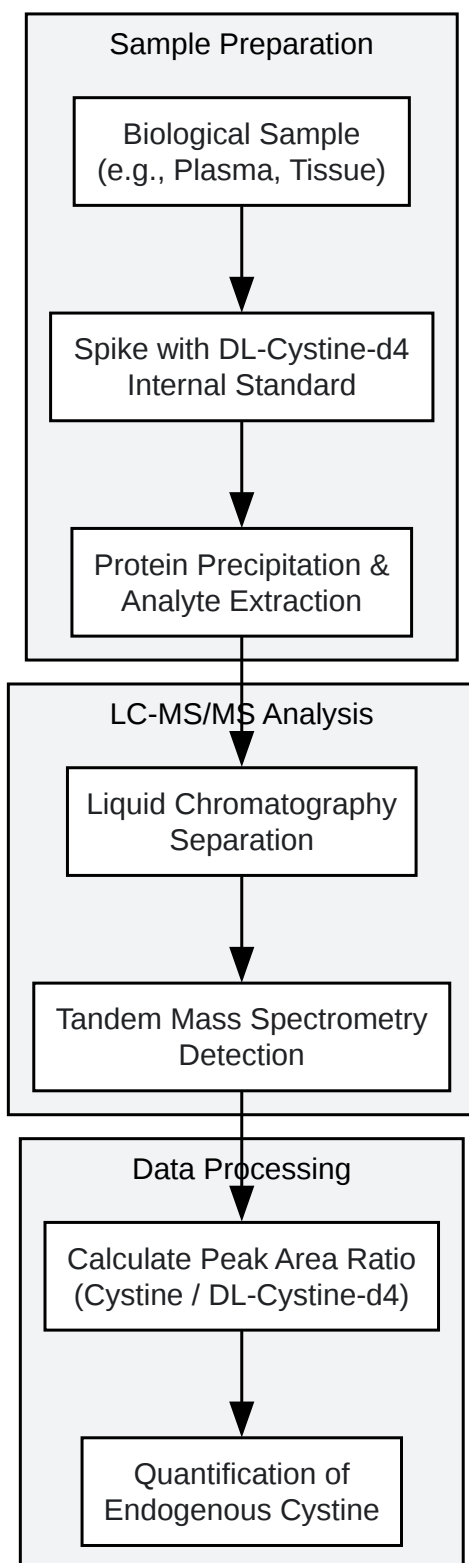 Sample Preparation
Biological Sample
(e.g., Plasma, Tissue)
Spike with DL-Cystine-d4
Internal Standard
Protein Precipitation &
Analyte Extraction
LC-MS/MS Analysis
Liquid Chromatography
Separation
Tandem Mass Spectrometry
Detection
Data Processing
Calculate Peak Area Ratio
(Cystine / DL-Cystine-d4)
Quantification of
Endogenous Cystine